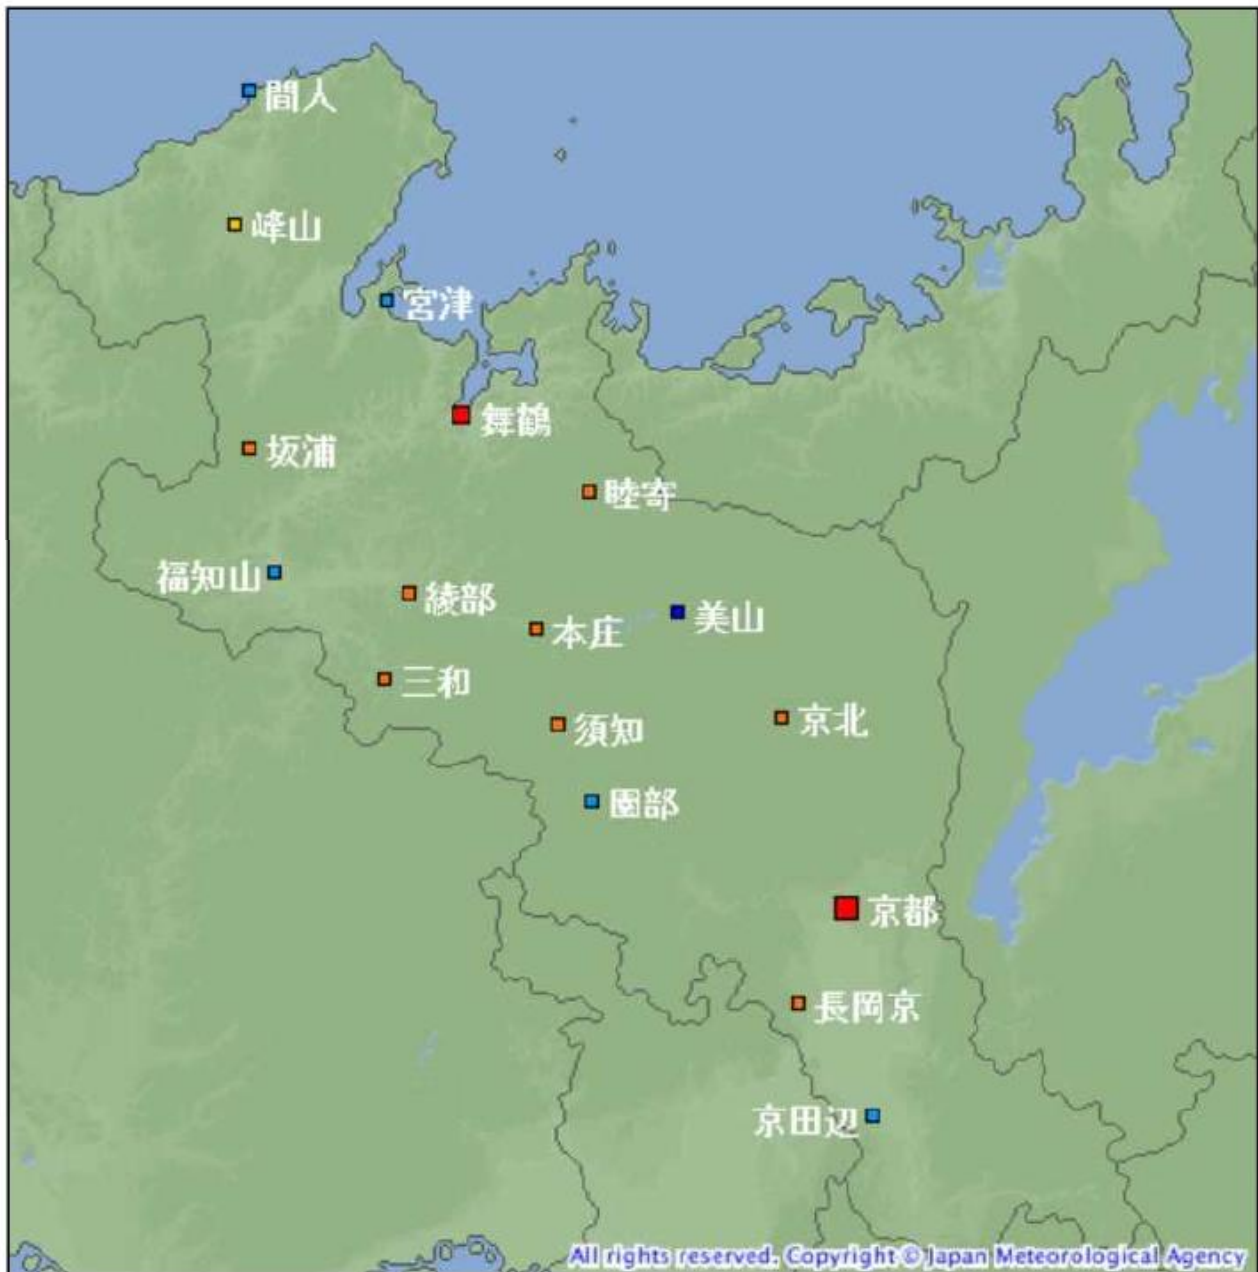 間人
峰山
宮津
舞鶴
坂浦
睦寄
福知山
綾部
本庄
美山
三和
須知
京北
園部
京都
長岡京
京田辺
All rights reserved. Copyright © Japan Meteorological Agency